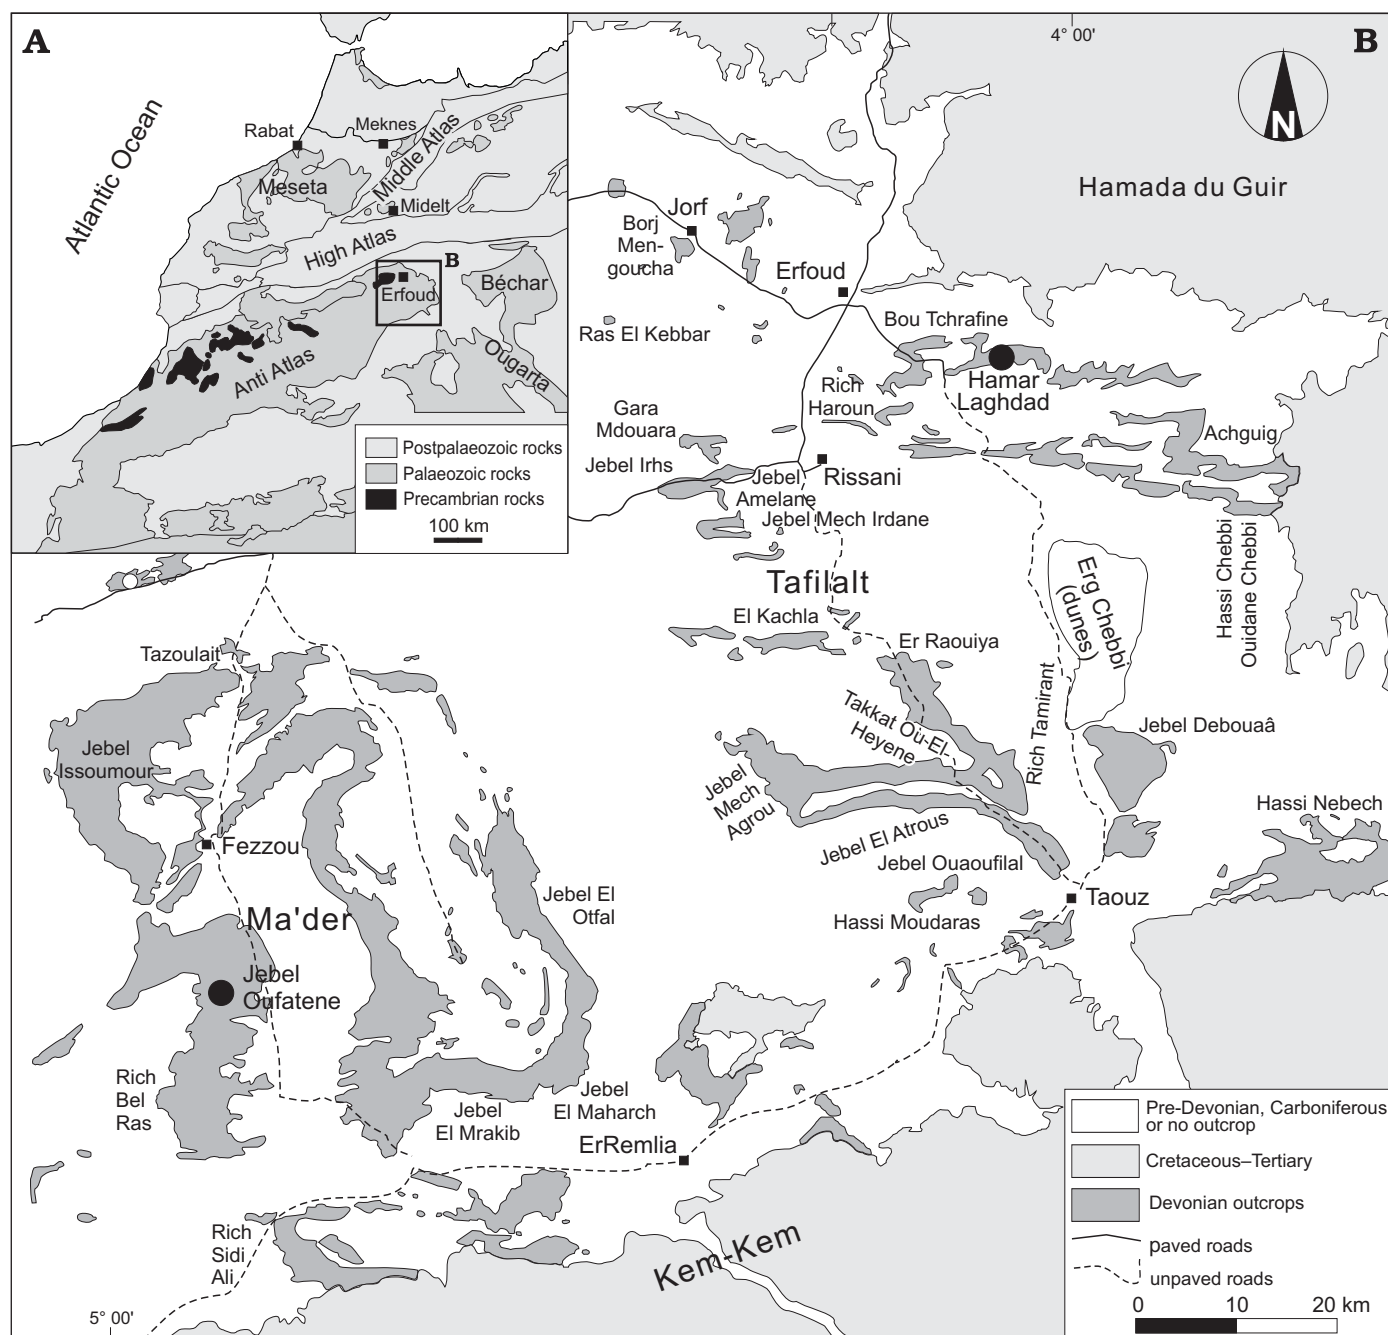 A
Atlantic Ocean
Rabat
Meknes
Middle Atlas
Meseta
Midelt
High Atlas
B
Erfoud
Béchar
Anti Atlas
Ougarta
Postpalaeozoic rocks
Palaeozoic rocks
Precambrian rocks
100 km
4° 00'
B
N
Hamada du Guir
Jorf
Borj
Men-
goucha
Erfoud
Ras El Kebbar
Bou Tchrafine
Hamar
Laghdad
Rich
Haroun
Gara
Mdouara
Achguig
Jebel Irhs
Rissani
Jebel
Amelane
Jebel Mech Irdane
Tafilalt
Erg Chebbi
(dunes)
Hassi Chebbi
Ouidane Chebbi
El Kachla
Er Raouiya
Tazoulait
Takkat Ou-El-
Heyene
Rich Tamirant
Jebel Debouaâ
Jebel
Issoumour
Jebel
Mech
Agrou
Hassi Nebech
Jebel El Atrous
Fezzou
Jebel Ouaoufilal
Jebel El
Otfal
Taouz
Ma'der
Hassi Moudaras
Jebel
Oufatene
Rich
Bel
Ras
Jebel
El Mrakib
Jebel
El Maharch
ErRemlia
Rich
Sidi
Ali
Kem-Kem
5° 00'
Pre-Devonian, Carboniferous
or no outcrop
Cretaceous–Tertiary
Devonian outcrops
paved roads
unpaved roads
0 10 20 km